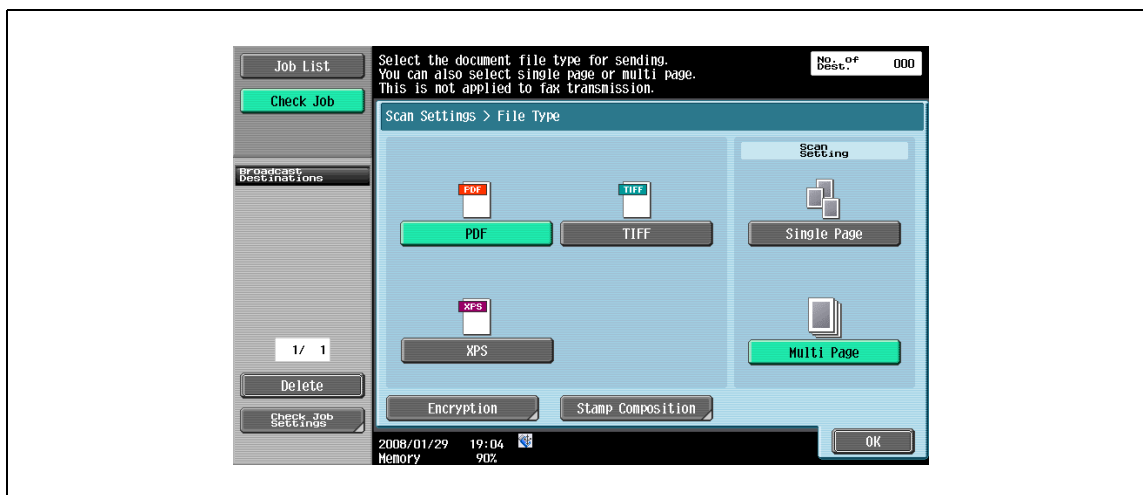 Job List
Check Job
Select the document file type for sending.
You can also select single page or multi page.
This is not applied to fax transmission.
No. of
Dest.
000
Scan Settings > File Type
Broadcast
Destinations
Scan
Setting
PDF
TIFF
PDF
TIFF
Single Page
XPS
XPS
Multi Page
1/ 1
Delete
Check Job
Settings
Encryption
Stamp Composition
OK
2008/01/29 19:04
Memory 90%